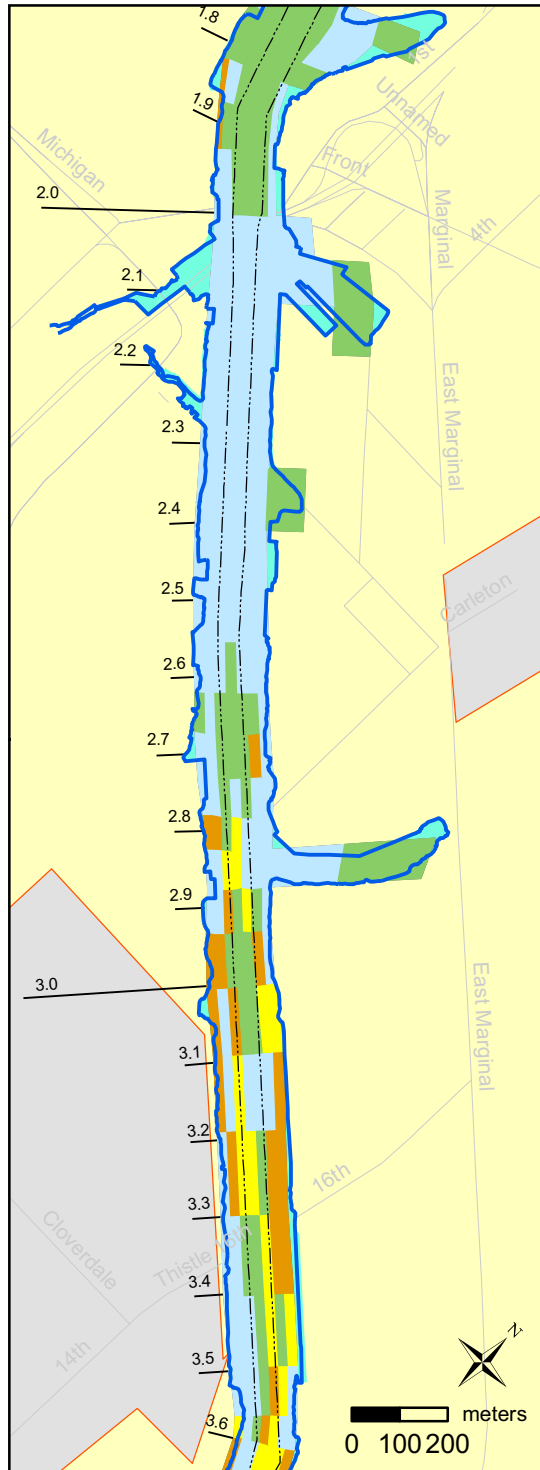 1.8
1st
1.9
Unnamed
Michigan
Front
2.0
Marginal
4th
2.1
2.2
East Marginal
2.3
2.4
2.5
Carleton
2.6
2.7
2.8
2.9
3.0
East Marginal
3.1
3.2
16th
3.3
Cloverdale
Thistle 16th
3.4
14th
3.5
3.6
N
meters
0 100 200